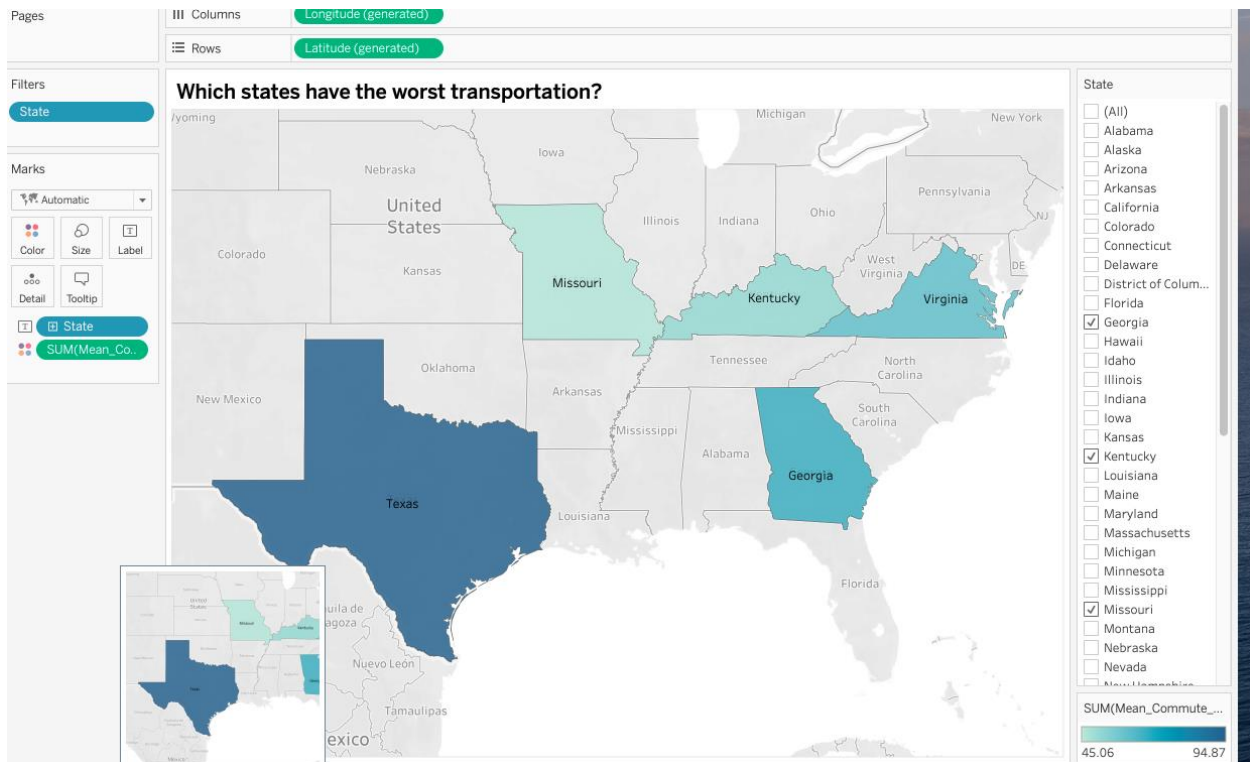 Pages
Columns
Longitude (generated)
Rows
Latitude (generated)
Filters
State
Marks
Automatic
Color
Size
Label
Detail
Tooltip
State
SUM(Mean_Co..
Which states have the worst transportation?
Michigan
New York
Iowa
Nebraska
Pennsylvania
United
States
Illinois
Indiana
Ohio
NJ
Colorado
West
Kansas
Missouri
Kentucky
Virginia
Oklahoma
Tennessee
North
Carolina
New Mexico
Arkansas
South
Carolina
Mississippi
Alabama
Georgia
Texas
Louisiana
Florida
Nuevo León
Tamaulipas
State
(All)
Alabama
Alaska
Arizona
Arkansas
California
Colorado
Connecticut
Delaware
District of Colum...
Florida
Georgia
Hawaii
Idaho
Illinois
Indiana
Iowa
Kansas
Kentucky
Louisiana
Maine
Maryland
Massachusetts
Michigan
Minnesota
Mississippi
Missouri
Montana
Nebraska
Nevada
New Hampshire
45.06 94.87